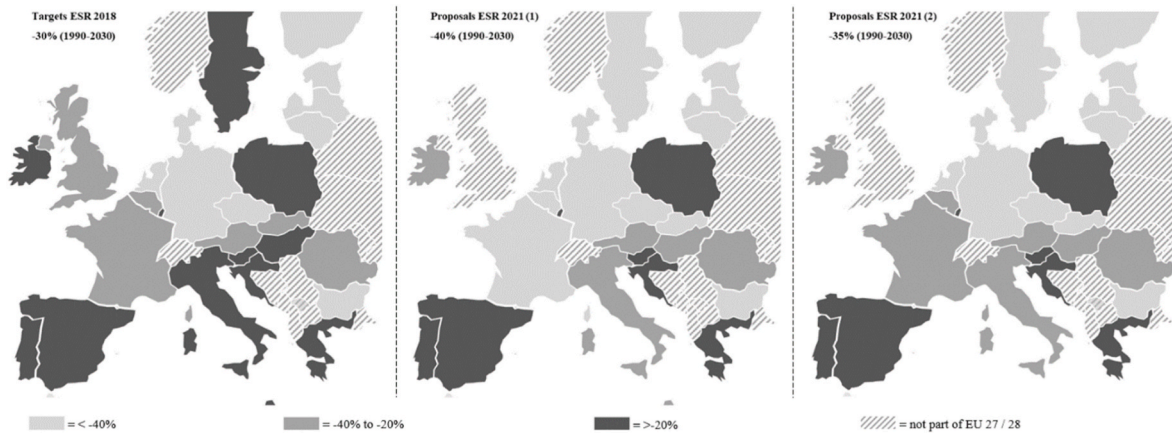 Targets ESR 2018
-30% (1990-2030)
Proposals ESR 2021 (1)
-40% (1990-2030)
Proposals ESR 2021 (2)
-35% (1990-2030)
= < -40%
= -40% to -20%
= >-20%
= not part of EU 27 / 28